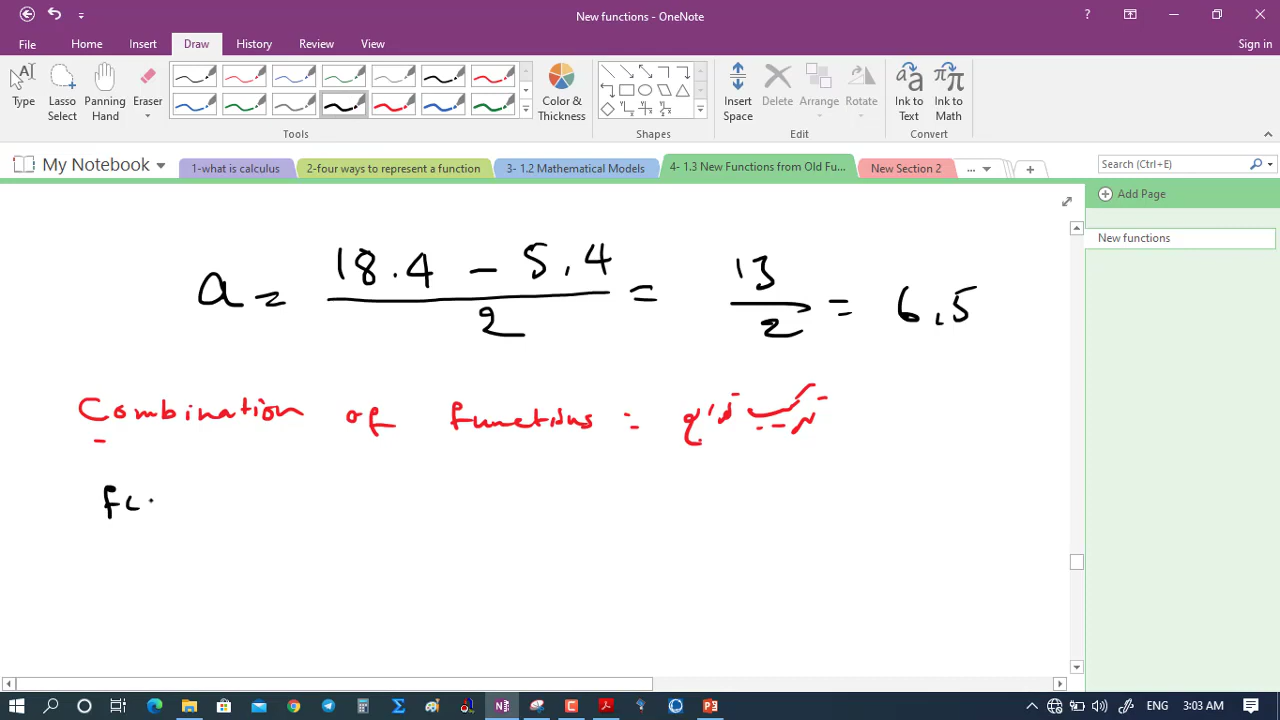 New functions - OneNote
? 
File Home Insert Draw History Review View Sign in
Type Lasso Select Panning Hand Eraser Color & Thickness Insert Space Delete Arrange Rotate Ink to Text Ink to Math
Tools Shapes Edit Convert
My Notebook 1-what is calculus 2-four ways to represent a function 3- 1.2 Mathematical Models 4- 1.3 New Functions from Old Fu... New Section 2 ... Search (Ctrl+E)
Add Page
New functions
a = 18.4 - 5.4 / 2 = 13 / 2 = 6.5
Combination of functions : تركيب توابع
f(
ENG 3:03 AM